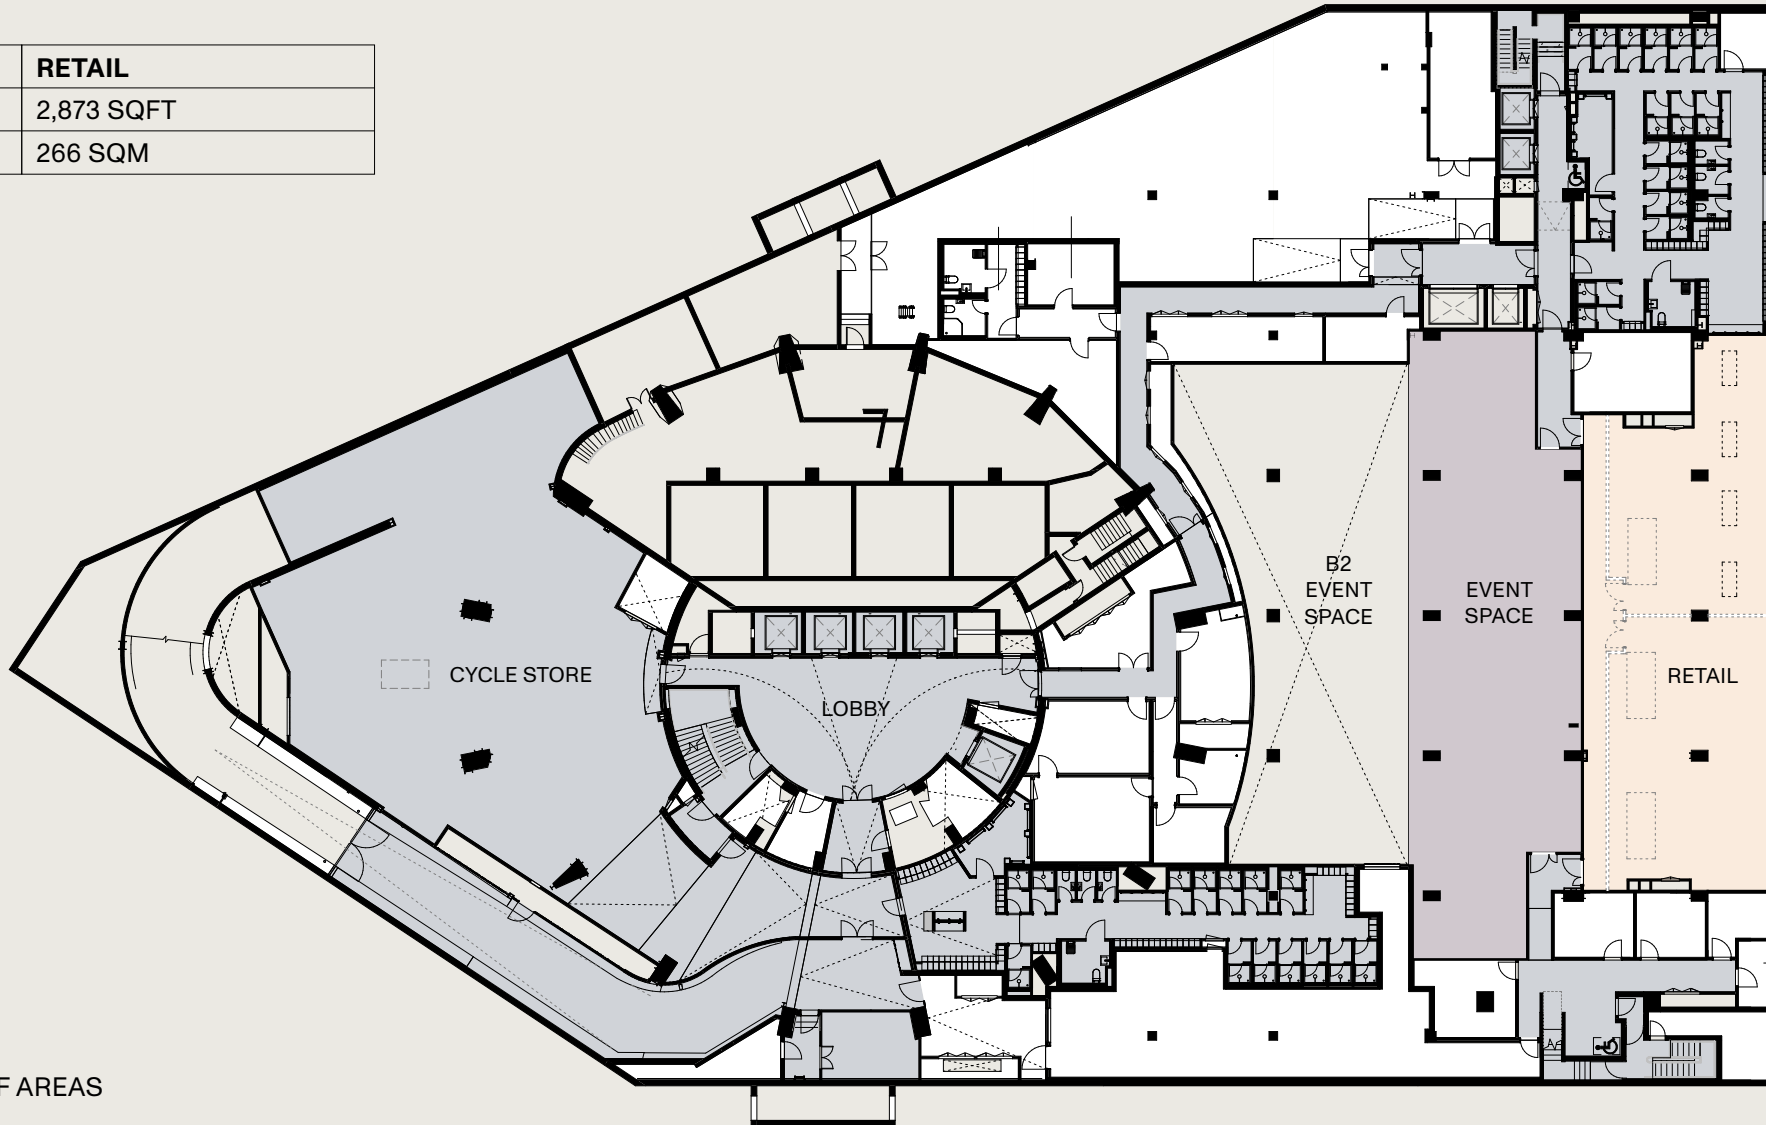 RETAIL
2,873 SQFT
266 SQM
B2
EVENT
SPACE
EVENT
SPACE
CYCLE STORE
RETAIL
LOBBY
AREAS